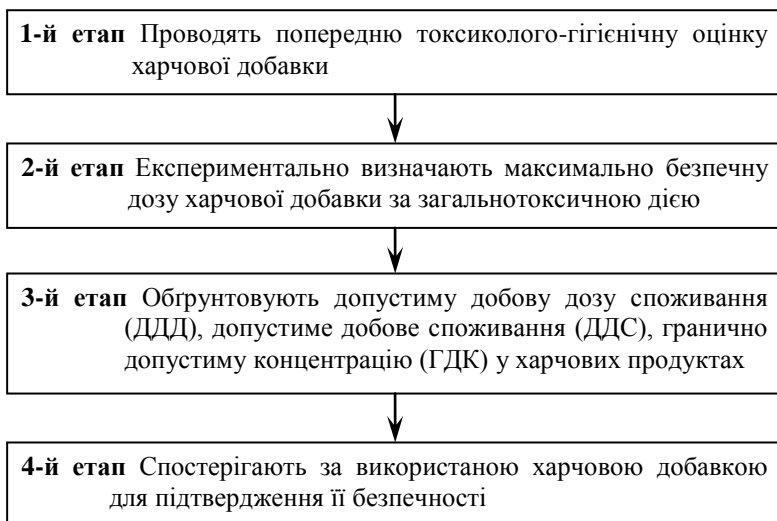 1-й етап Проводять попередню токсиколого-гігієнічну оцінку
харчової добавки
2-й етап Експериментально визначають максимально безпечну
дозу харчової добавки за загальнотоксичною дією
3-й етап Обґрунтовують допустиму добову дозу споживання
(ДДД), допустиме добове споживання (ДДС), гранично
допустиму концентрацію (ГДК) у харчових продуктах
4-й етап Спостерігають за використаною харчовою добавкою
для підтвердження її безпечності